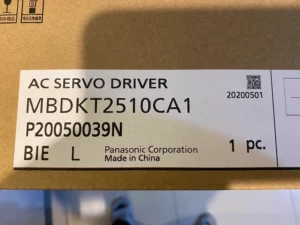 AC SERVO DRIVER
20200501
MBDKT2510CA1
P20050039N
BIE L
Panasonic Corporation
Made in China
1 pc.